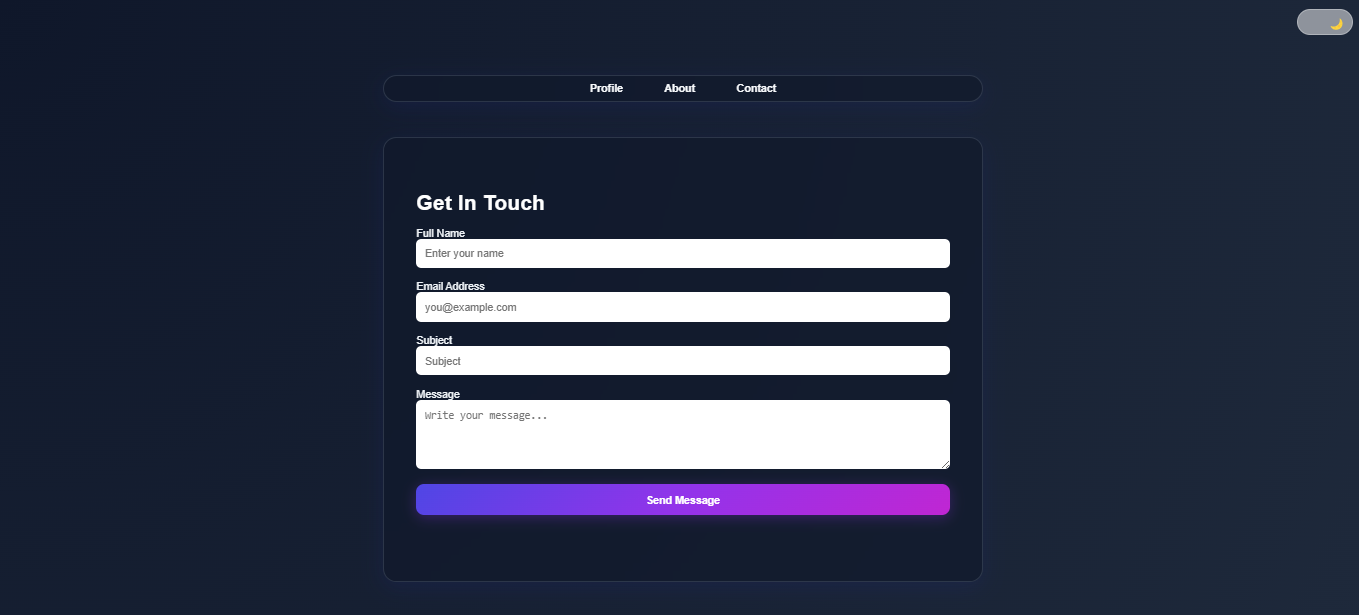 Profile About Contact
Get In Touch
Full Name
Enter your name
Email Address
you@example.com
Subject
Subject
Message
Write your message...
Send Message